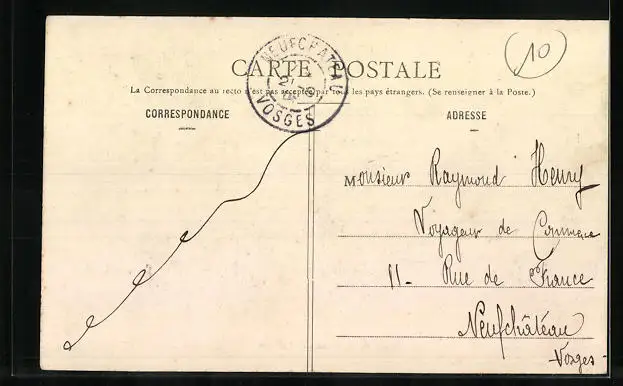 10
CARTE POSTALE
NEUFCHATEAU
VOSGES
La Correspondance au recto n'est pas acceptée par tous les pays étrangers. (Se renseigner à la Poste.)
CORRESPONDANCE
ADRESSE
Monsieur Raymond Henry
Voyageur de Commerce
11 - Rue de France
Neufchâteau
- Vosges -